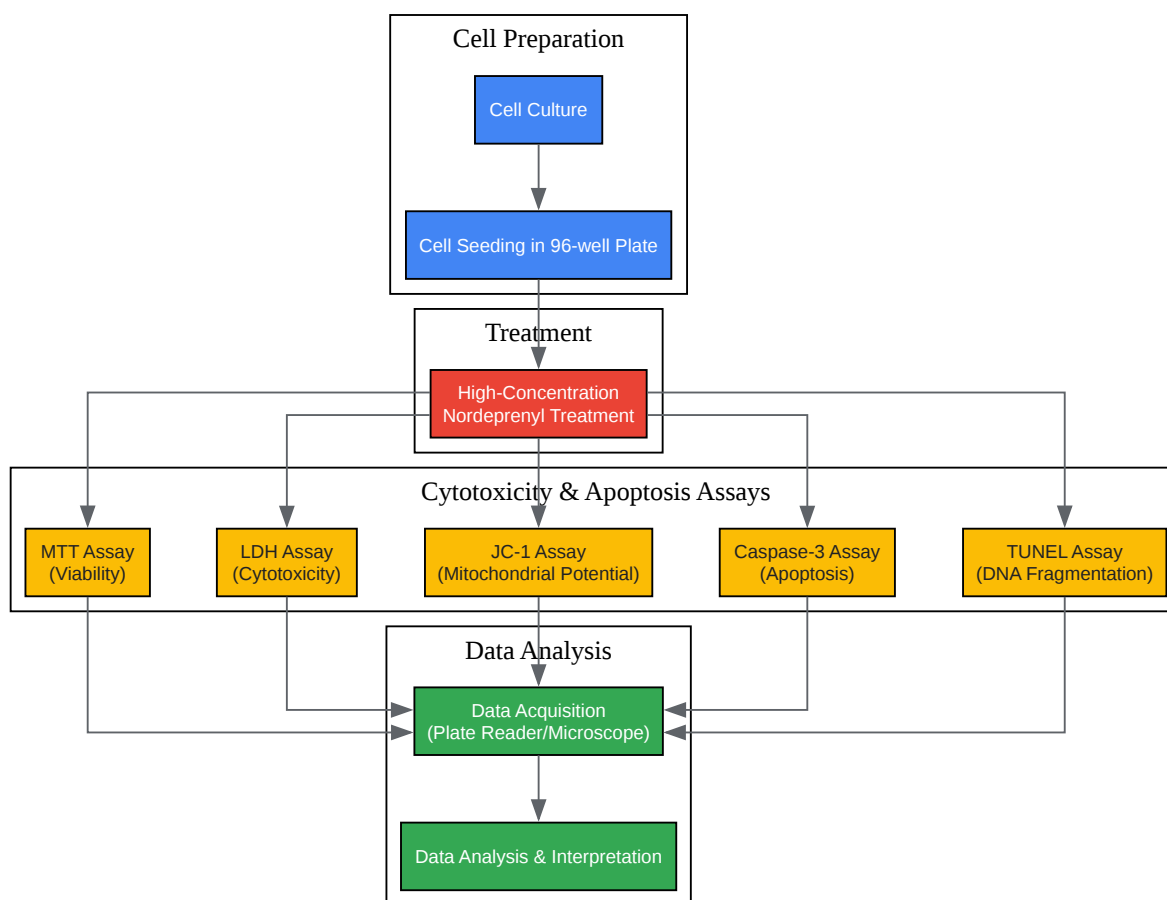 Cell Preparation
Cell Culture
Cell Seeding in 96-well Plate
Treatment
High-Concentration
Nordeprenyl Treatment
Cytotoxicity & Apoptosis Assays
MTT Assay
(Viability)
LDH Assay
(Cytotoxicity)
JC-1 Assay
(Mitochondrial Potential)
Caspase-3 Assay
(Apoptosis)
TUNEL Assay
(DNA Fragmentation)
Data Analysis
Data Acquisition
(Plate Reader/Microscope)
Data Analysis & Interpretation